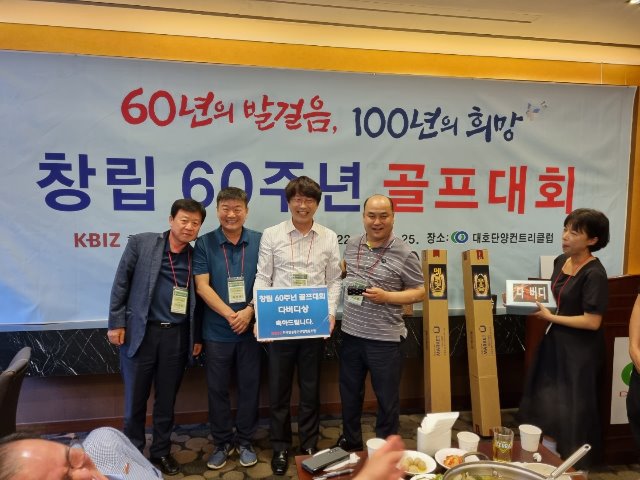 60년의 발걸음, 100년의 희망
창립 60주년 골프대회
K-BIZ
22
25. 장소: 대호단양컨트리클럽
창립 60주년 골프대회
다버디상
축하드립니다.
다 버디